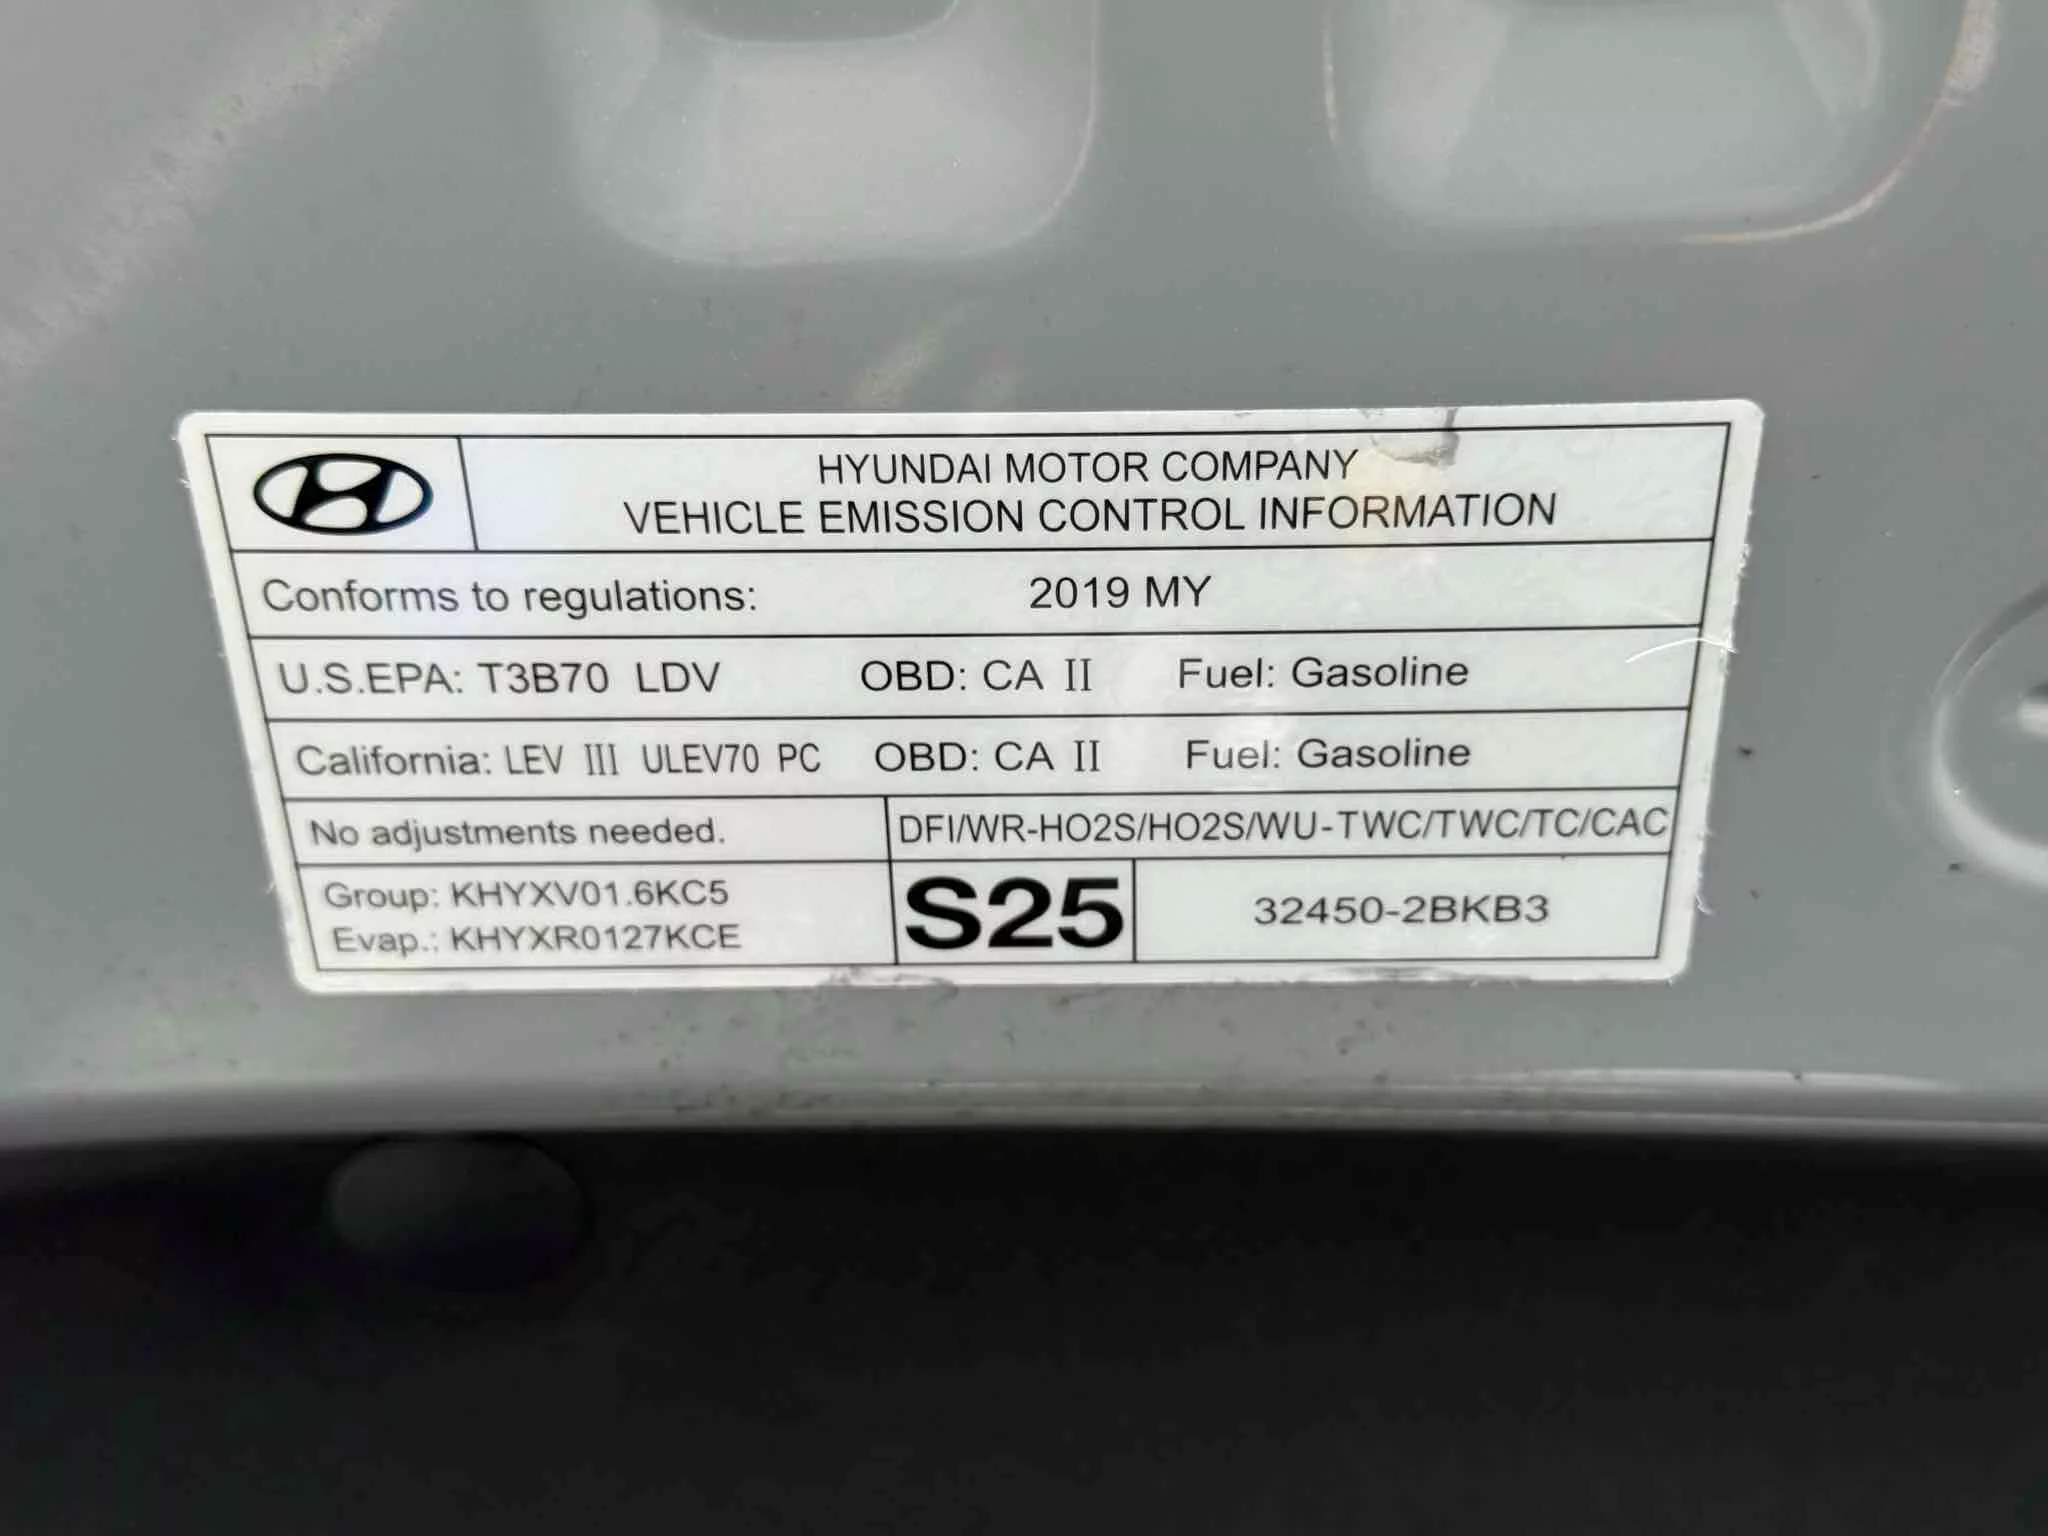 HYUNDAI MOTOR COMPANY
VEHICLE EMISSION CONTROL INFORMATION
Conforms to regulations: 2019 MY
U.S.EPA: T3B70 LDV OBD: CA II Fuel: Gasoline
California: LEV III ULEV70 PC OBD: CA II Fuel: Gasoline
No adjustments needed. DFI/WR-HO2S/HO2S/WU-TWC/TWC/TC/CAC
Group: KHYXV01.6KC5
Evap.: KHYXR0127KCE
S25
32450-2BKB3